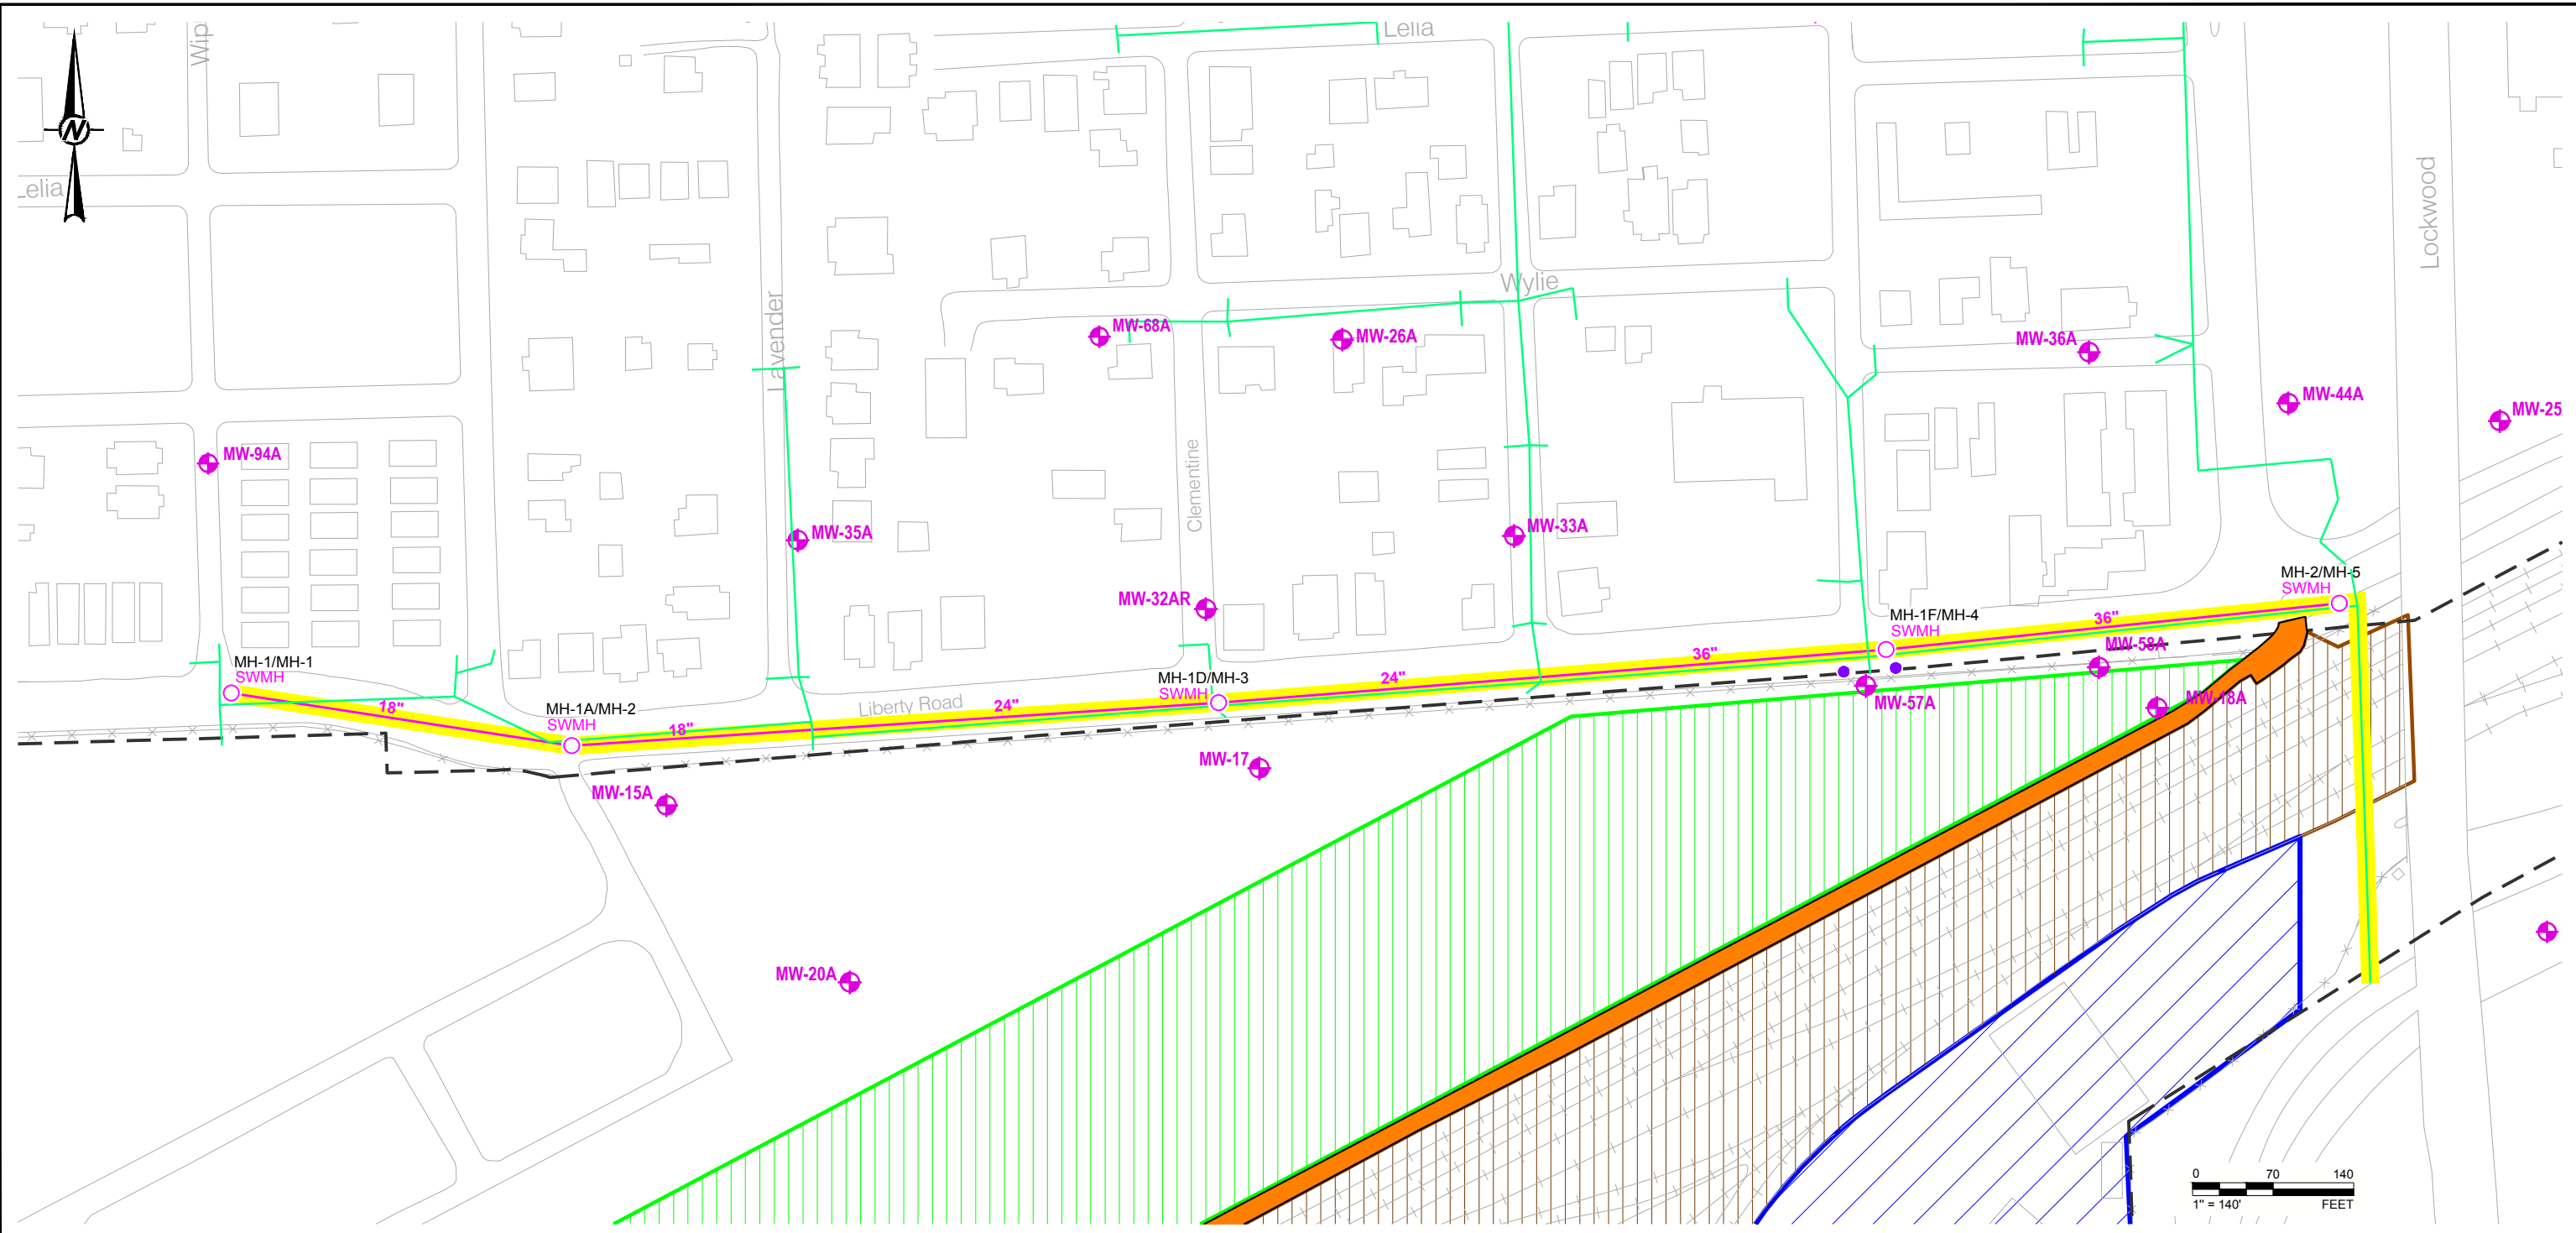 Lelia
N
Lockwood
Wylie
Lavender
MW-68A
MW-26A
MW-36A
MW-44A
MW-25
MW-94A
Clementine
MW-35A
MW-33A
MW-32AR
MH-2/MH-5
SWMH
MH-1F/MH-4
SWMH
36"
MW-58A
36"
MH-1/MH-1
SWMH
18"
MH-1D/MH-3
SWMH
24"
24"
MH-1A/MH-2
SWMH
18"
Liberty Road
MW-57A
MW-18A
MW-17
MW-15A
MW-20A
0 70 140
1" = 140' FEET